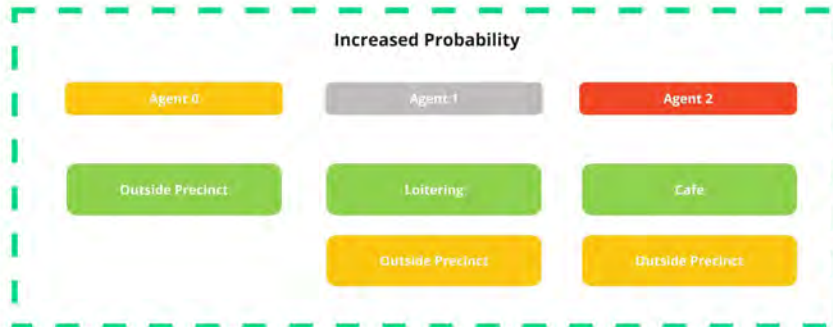 Increased Probability
Agent 0 Agent 1 Agent 2
Outside Precinct Loitering Cafe
Outside Precinct Outside Precinct